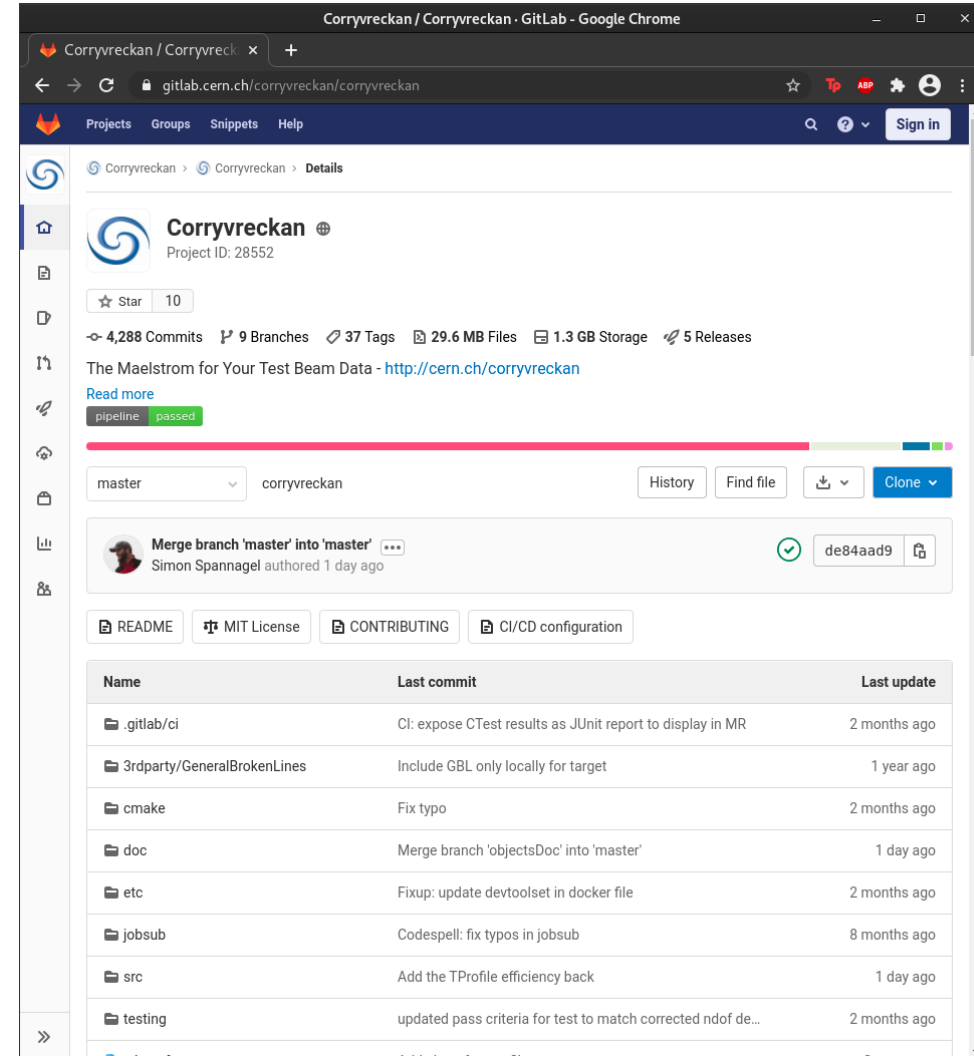 Corryvreckan / Corryvreckan · GitLab - Google Chrome
Corryvreckan / Corryvreck
gitlab.cern.ch/corryvreckan/corryvreckan
Tp ABP
Projects Groups Snippets Help Sign in
Corryvreckan > Corryvreckan > Details
Corryvreckan
Project ID: 28552
Star 10
4,288 Commits 9 Branches 37 Tags 29.6 MB Files 1.3 GB Storage 5 Releases
The Maelstrom for Your Test Beam Data - http://cern.ch/corryvreckan
Read more
pipeline passed
master corryvreckan History Find file Clone
Merge branch 'master' into 'master'
Simon Spannagel authored 1 day ago
de84aad9
README MIT License CONTRIBUTING CI/CD configuration
Name Last commit Last update
.gitlab/ci CI: expose CTest results as JUnit report to display in MR 2 months ago
3rdparty/GeneralBrokenLines Include GBL only locally for target 1 year ago
cmake Fix typo 2 months ago
doc Merge branch 'objectsDoc' into 'master' 1 day ago
etc Fixup: update devtoolset in docker file 2 months ago
jobsub Codespell: fix typos in jobsub 8 months ago
src Add the TProfile efficiency back 1 day ago
testing updated pass criteria for test to match corrected ndof de... 2 months ago